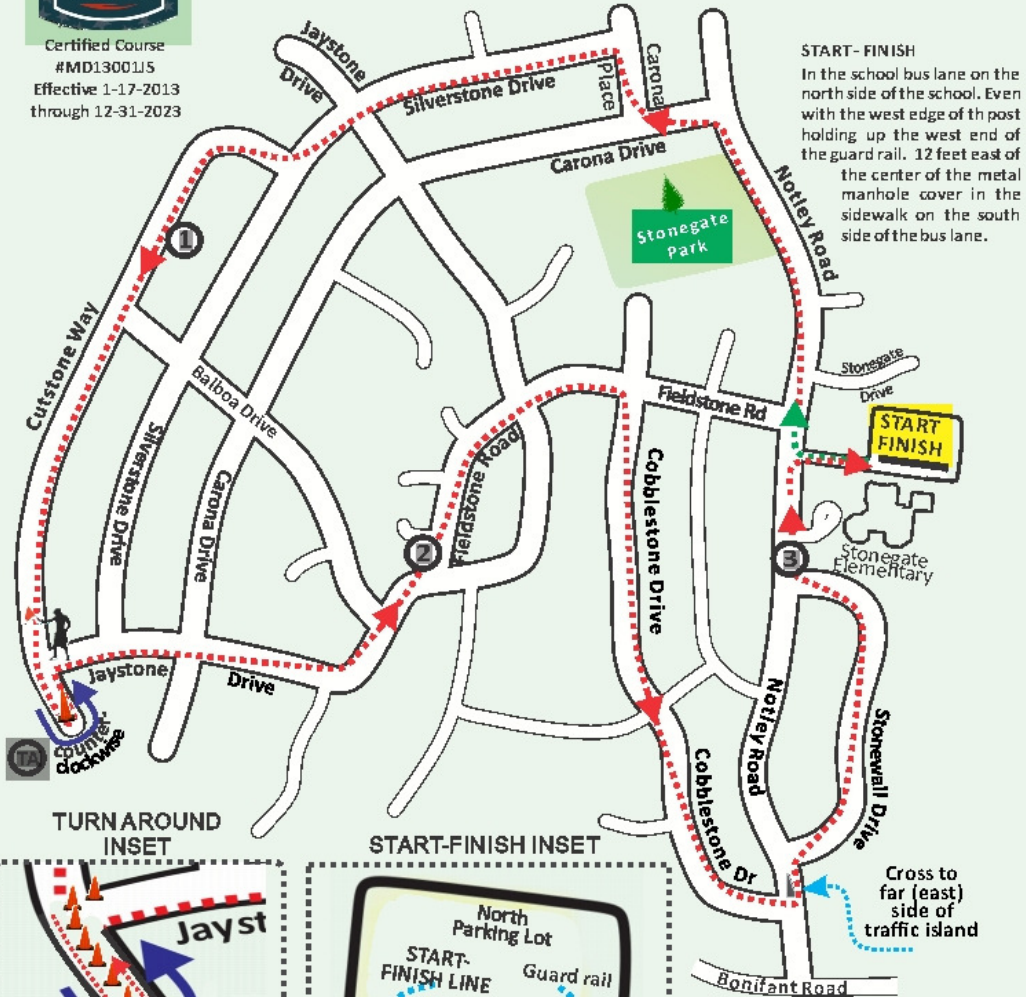 Certified Course
#MD13001JS
Effective 1-17-2013
through 12-31-2023
START - FINISH
In the school bus lane on the
north side of the school. Even
with the west edge of th post
holding up the west end of
the guard rail. 12 feet east of
the center of the metal
manhole cover in the
sidewalk on the south
side of the bus lane.
Jaystone
Drive
Silverstone Drive
Carona
Place
Carona Drive
Notley Road
Stonegate
Park
1
Cutstone Way
Balboa Drive
Silverstone Drive
Carona Drive
Fieldstone Road
Fieldstone Rd
Stonegate
Drive
START
FINISH
Stonegate
Elementary
2
3
Cobblestone Drive
Jaystone
Drive
TA
counter-
clockwise
Notley Road
Stonewall Drive
Cobblestone Dr
Cross to
far (east)
side of
traffic island
Bonifant Road
TURN AROUND
INSET
Jayst
START-FINISH INSET
North
Parking Lot
START-
FINISH LINE
Guard rail